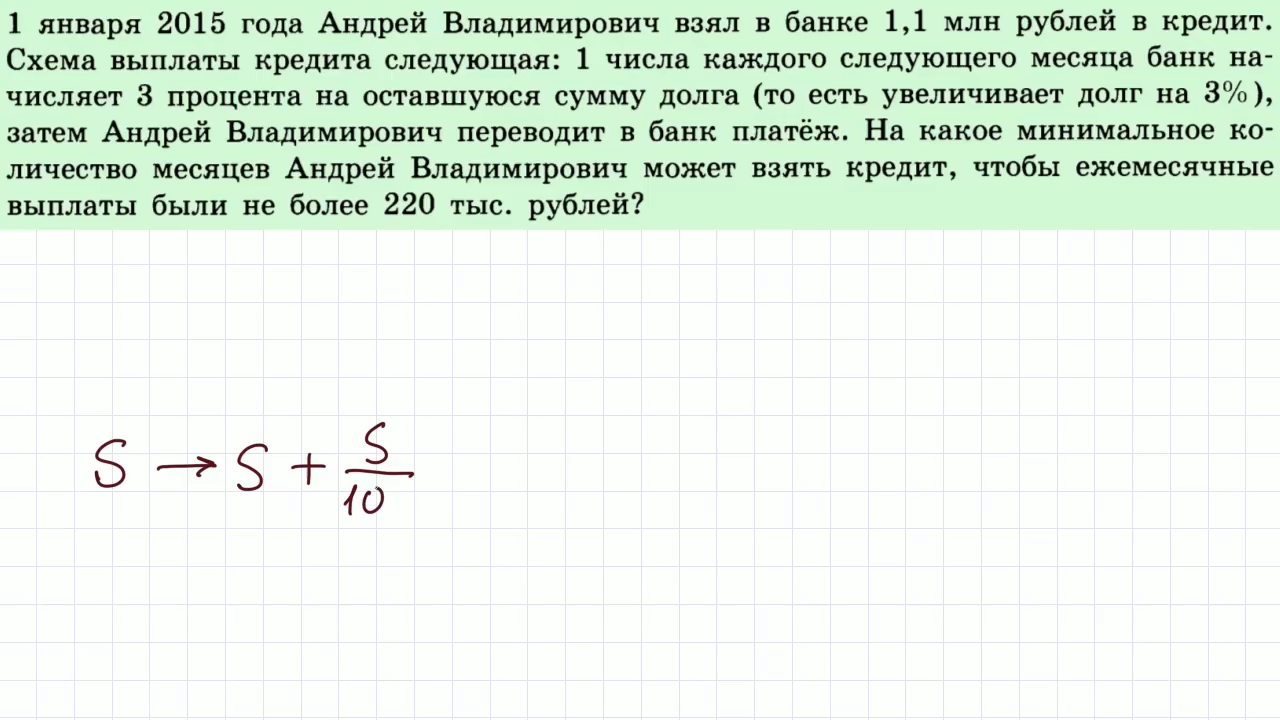 1 января 2015 года Андрей Владимирович взял в банке 1,1 млн рублей в кредит.
Схема выплаты кредита следующая: 1 числа каждого следующего месяца банк на-
числяет 3 процента на оставшуюся сумму долга (то есть увеличивает долг на 3%),
затем Андрей Владимирович переводит в банк платёж. На какое минимальное ко-
личество месяцев Андрей Владимирович может взять кредит, чтобы ежемесячные
выплаты были не более 220 тыс. рублей?
S → S + S/10